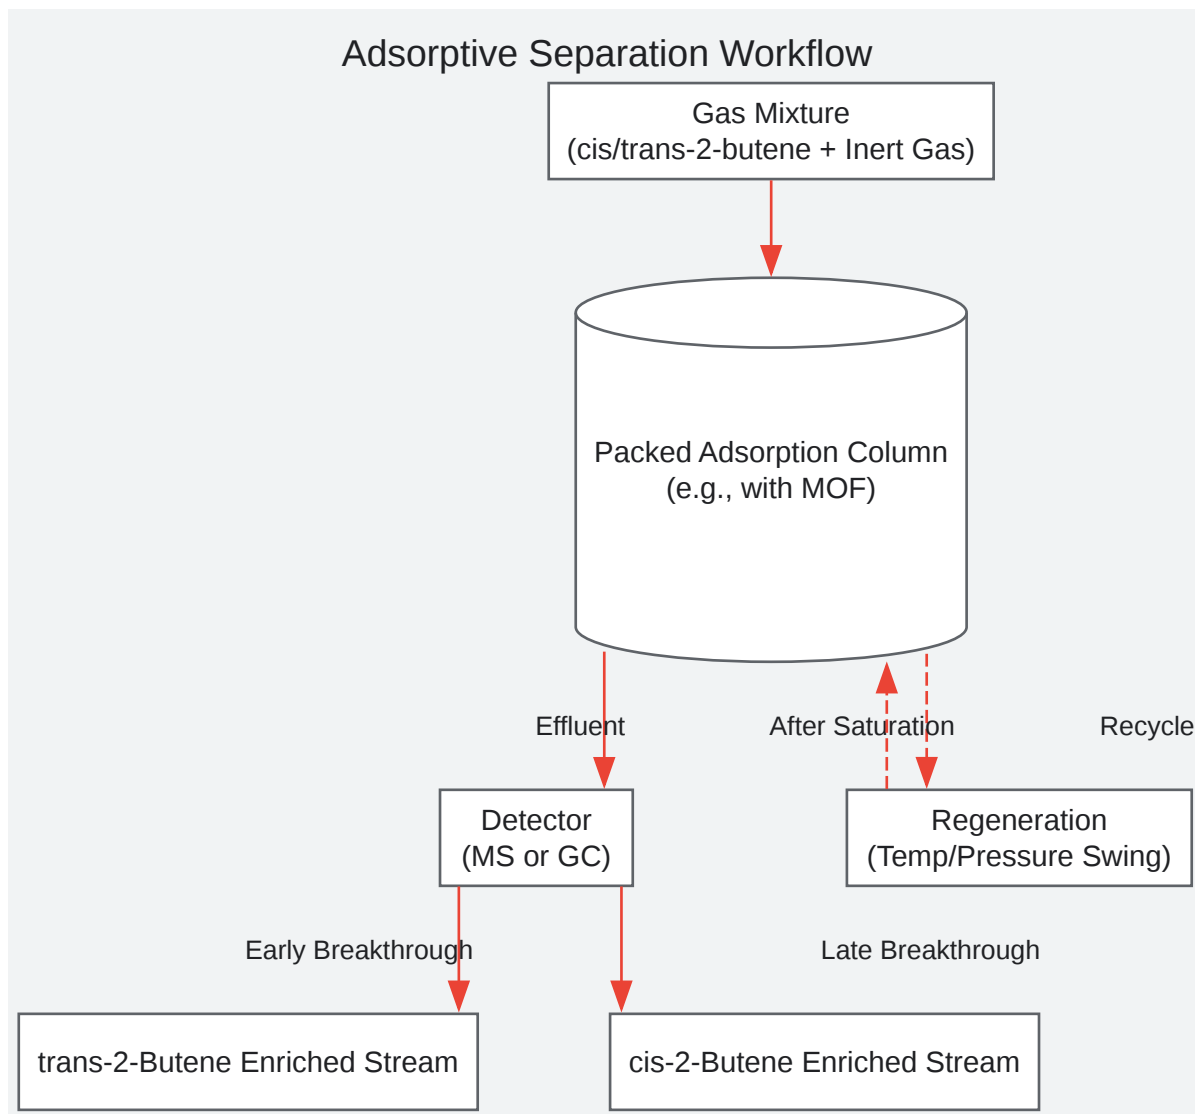 Adsorptive Separation Workflow
Gas Mixture
(cis/trans-2-butene + Inert Gas)
Packed Adsorption Column
(e.g., with MOF)
Effluent
After Saturation
Recycle
Detector
(MS or GC)
Regeneration
(Temp/Pressure Swing)
Early Breakthrough
Late Breakthrough
trans-2-Butene Enriched Stream
cis-2-Butene Enriched Stream